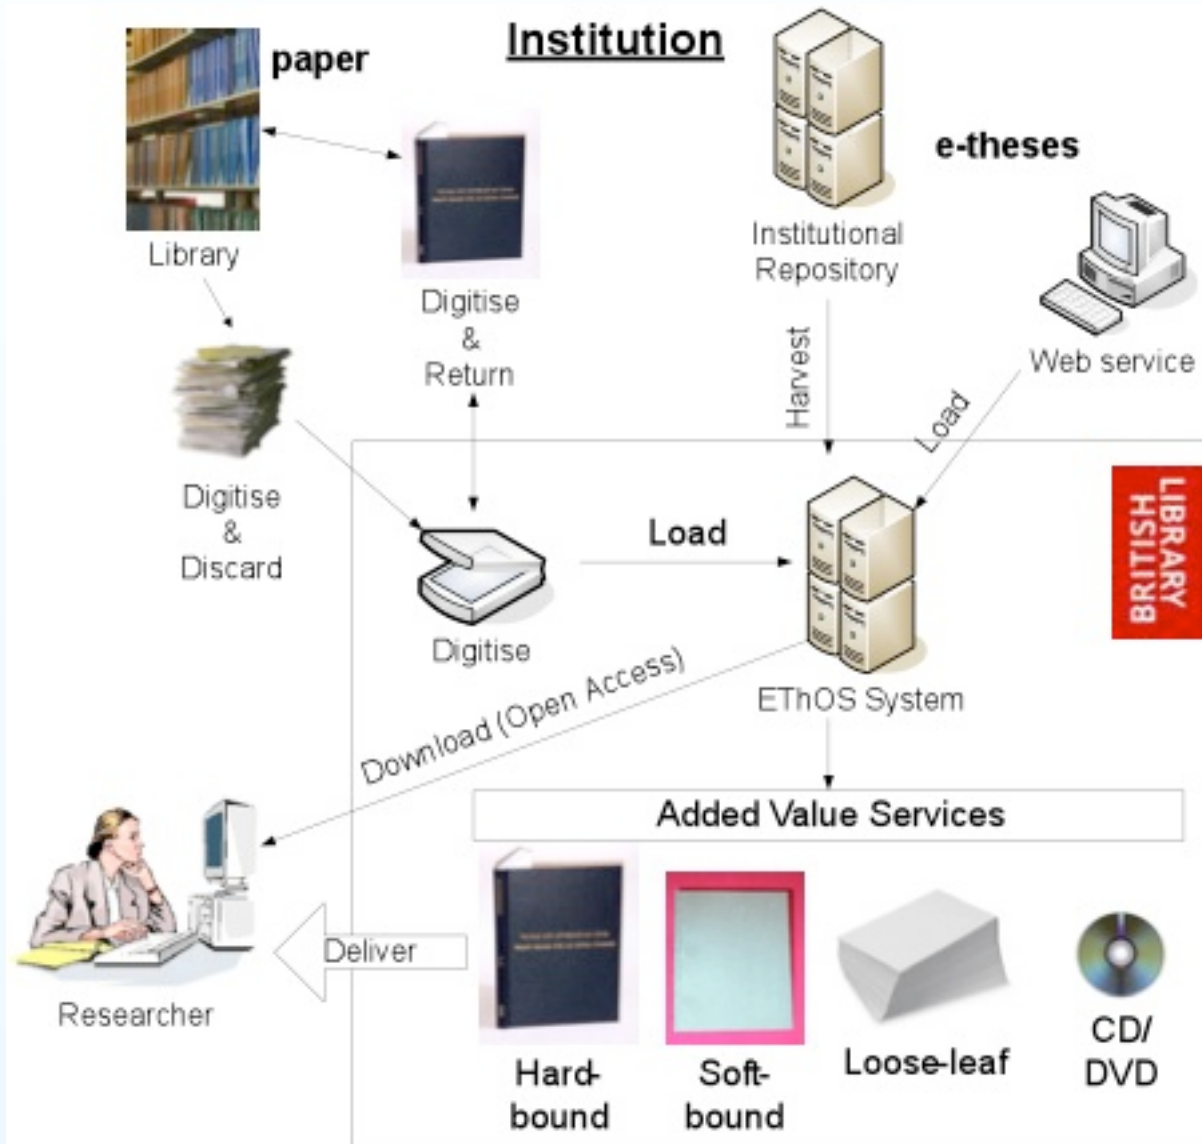 Institution
paper
e-theses
Library
Digitise
&
Return
Institutional
Repository
Web service
Harvest
Load
Digitise
&
Discard
Digitise
Load
EThOS System
LIBRARY
BRITISH
Download (Open Access)
Added Value Services
Researcher
Deliver
Hard-
bound
Soft-
bound
Loose-leaf
CD/
DVD